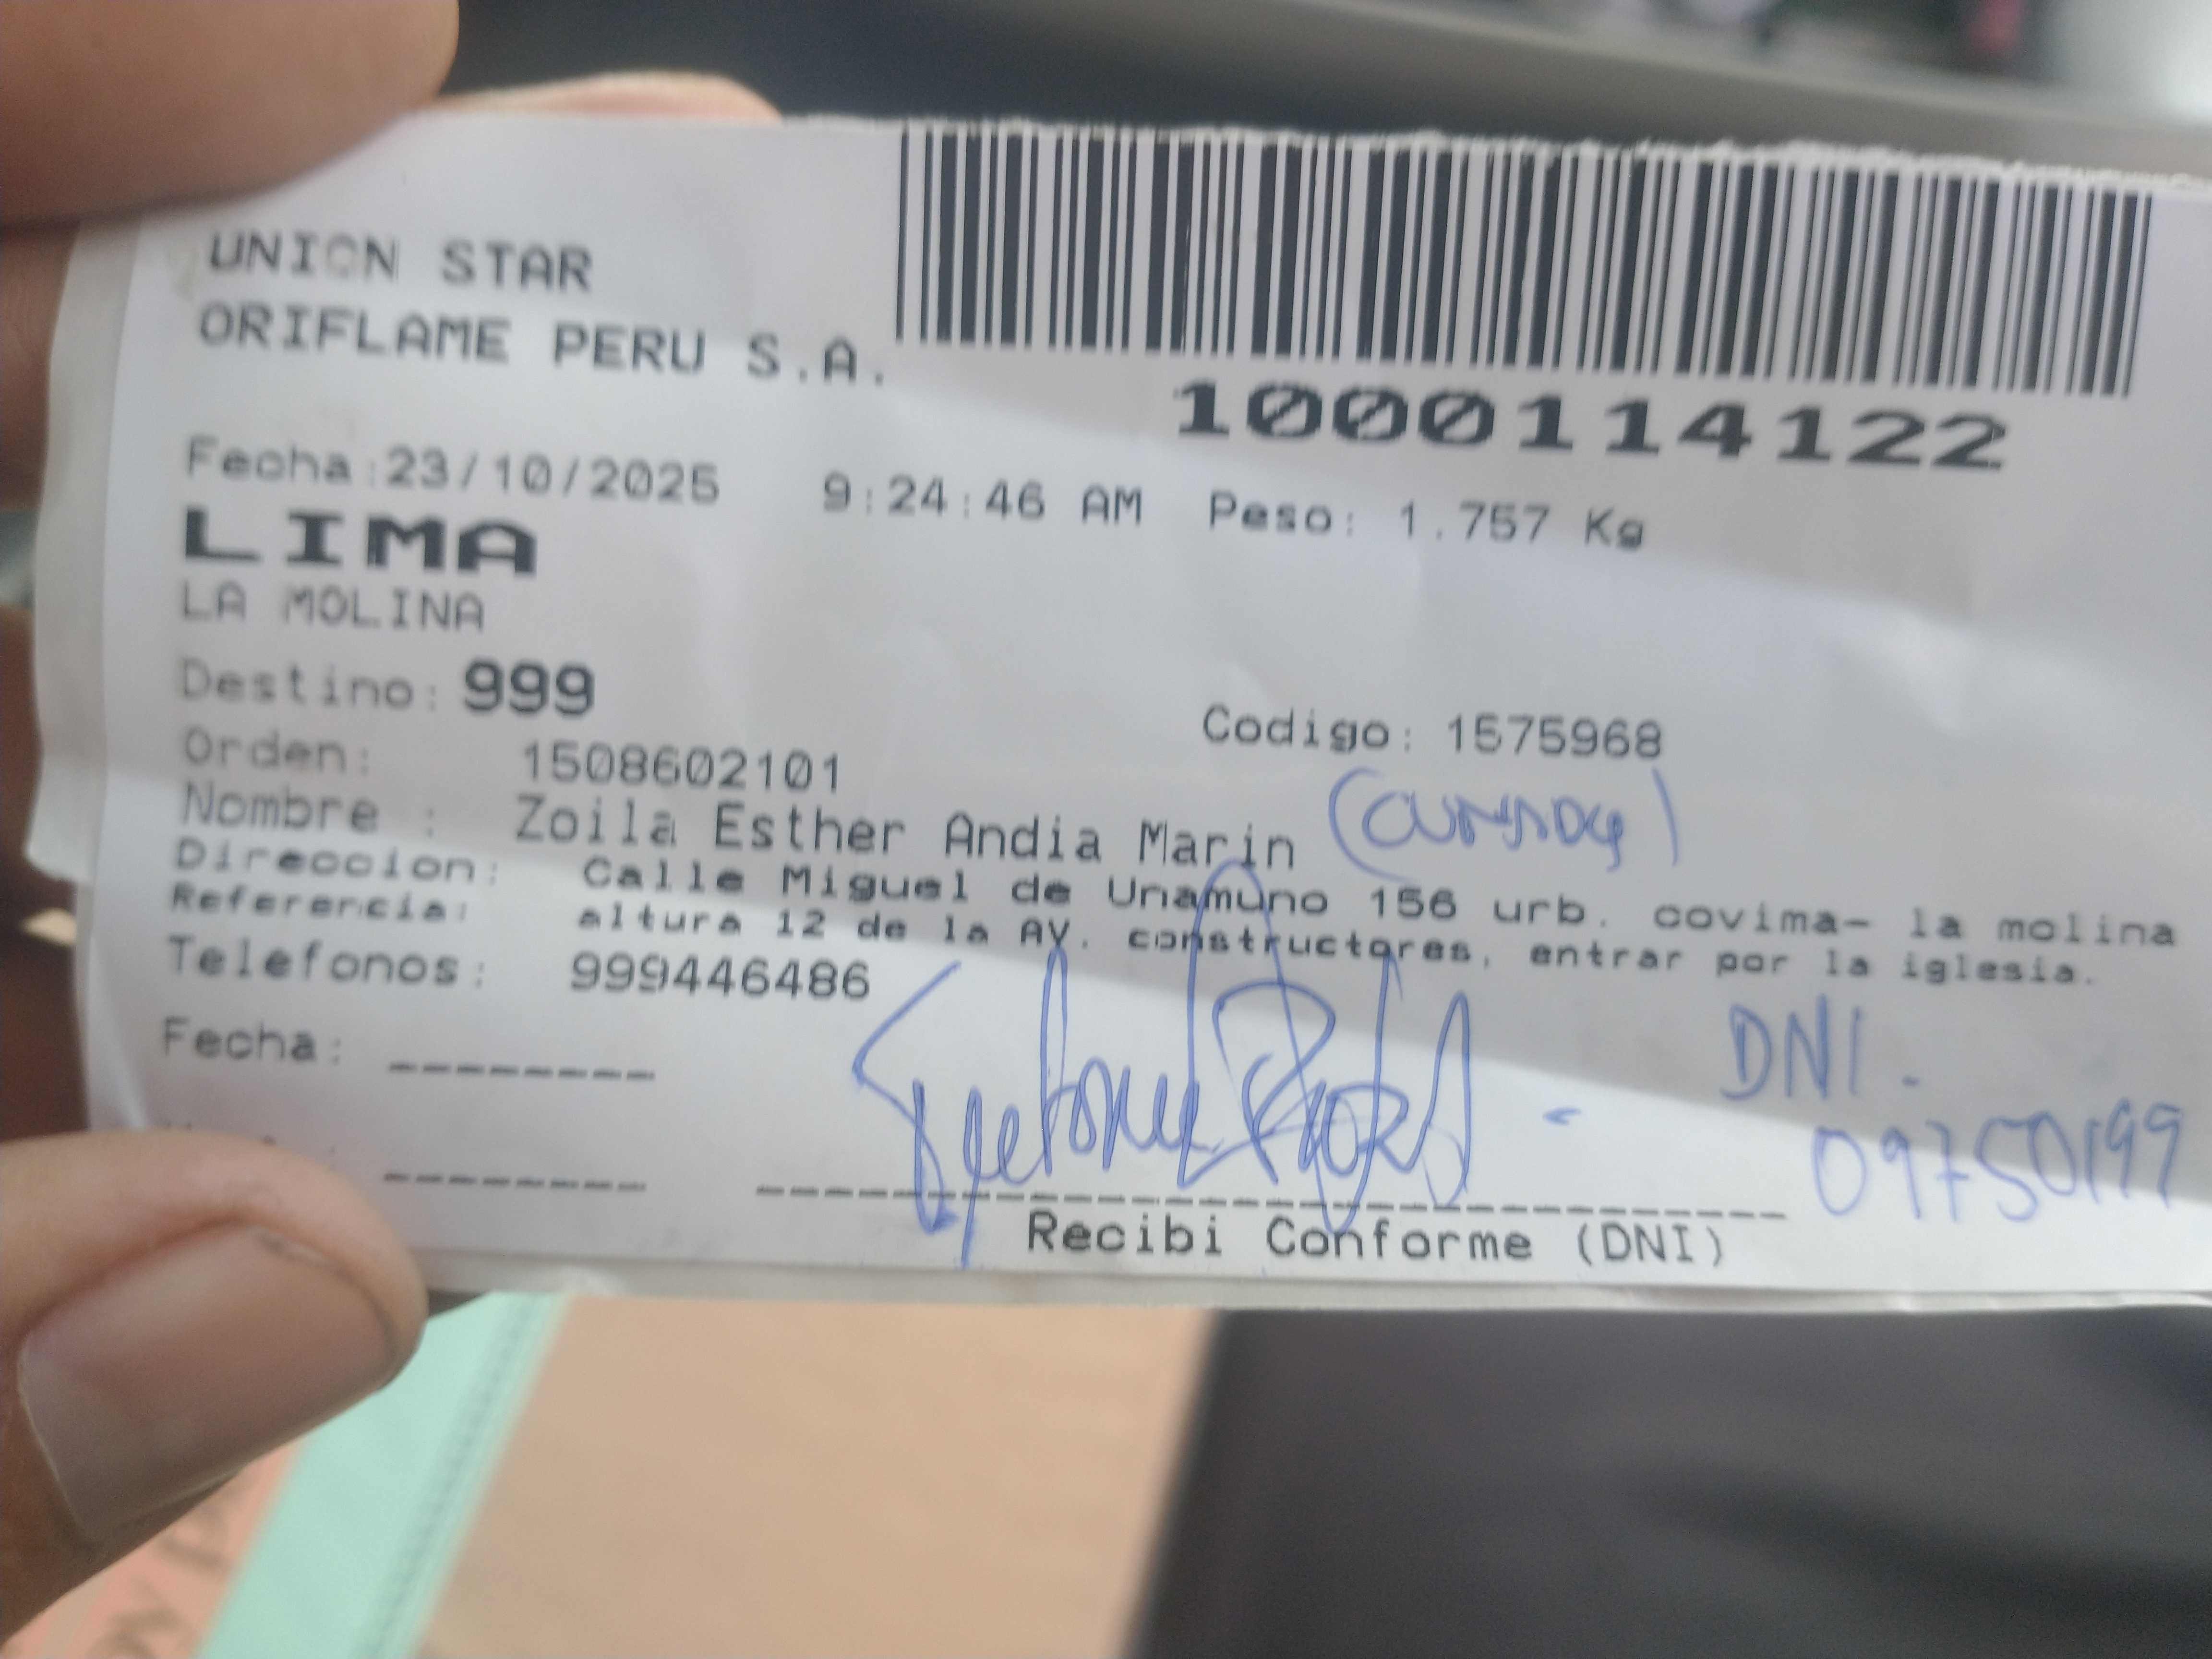 UNION STAR
ORIFLAME PERU S.A.
1000114122
Fecha:23/10/2025 9:24:46 AM Peso: 1.757 Kg
LIMA
LA MOLINA
Destino: 999
Codigo: 1575968
Orden: 1508602101
Nombre : Zoila Esther Andia Marin
Direccion: Calle Miguel de Unamuno 156 urb. covima- la molina
Referencia: altura 12 de la AV. constructores, entrar por la iglesia.
Telefonos: 999446486
Fecha: --------
DNI.
09750199
Recibi Conforme (DNI)